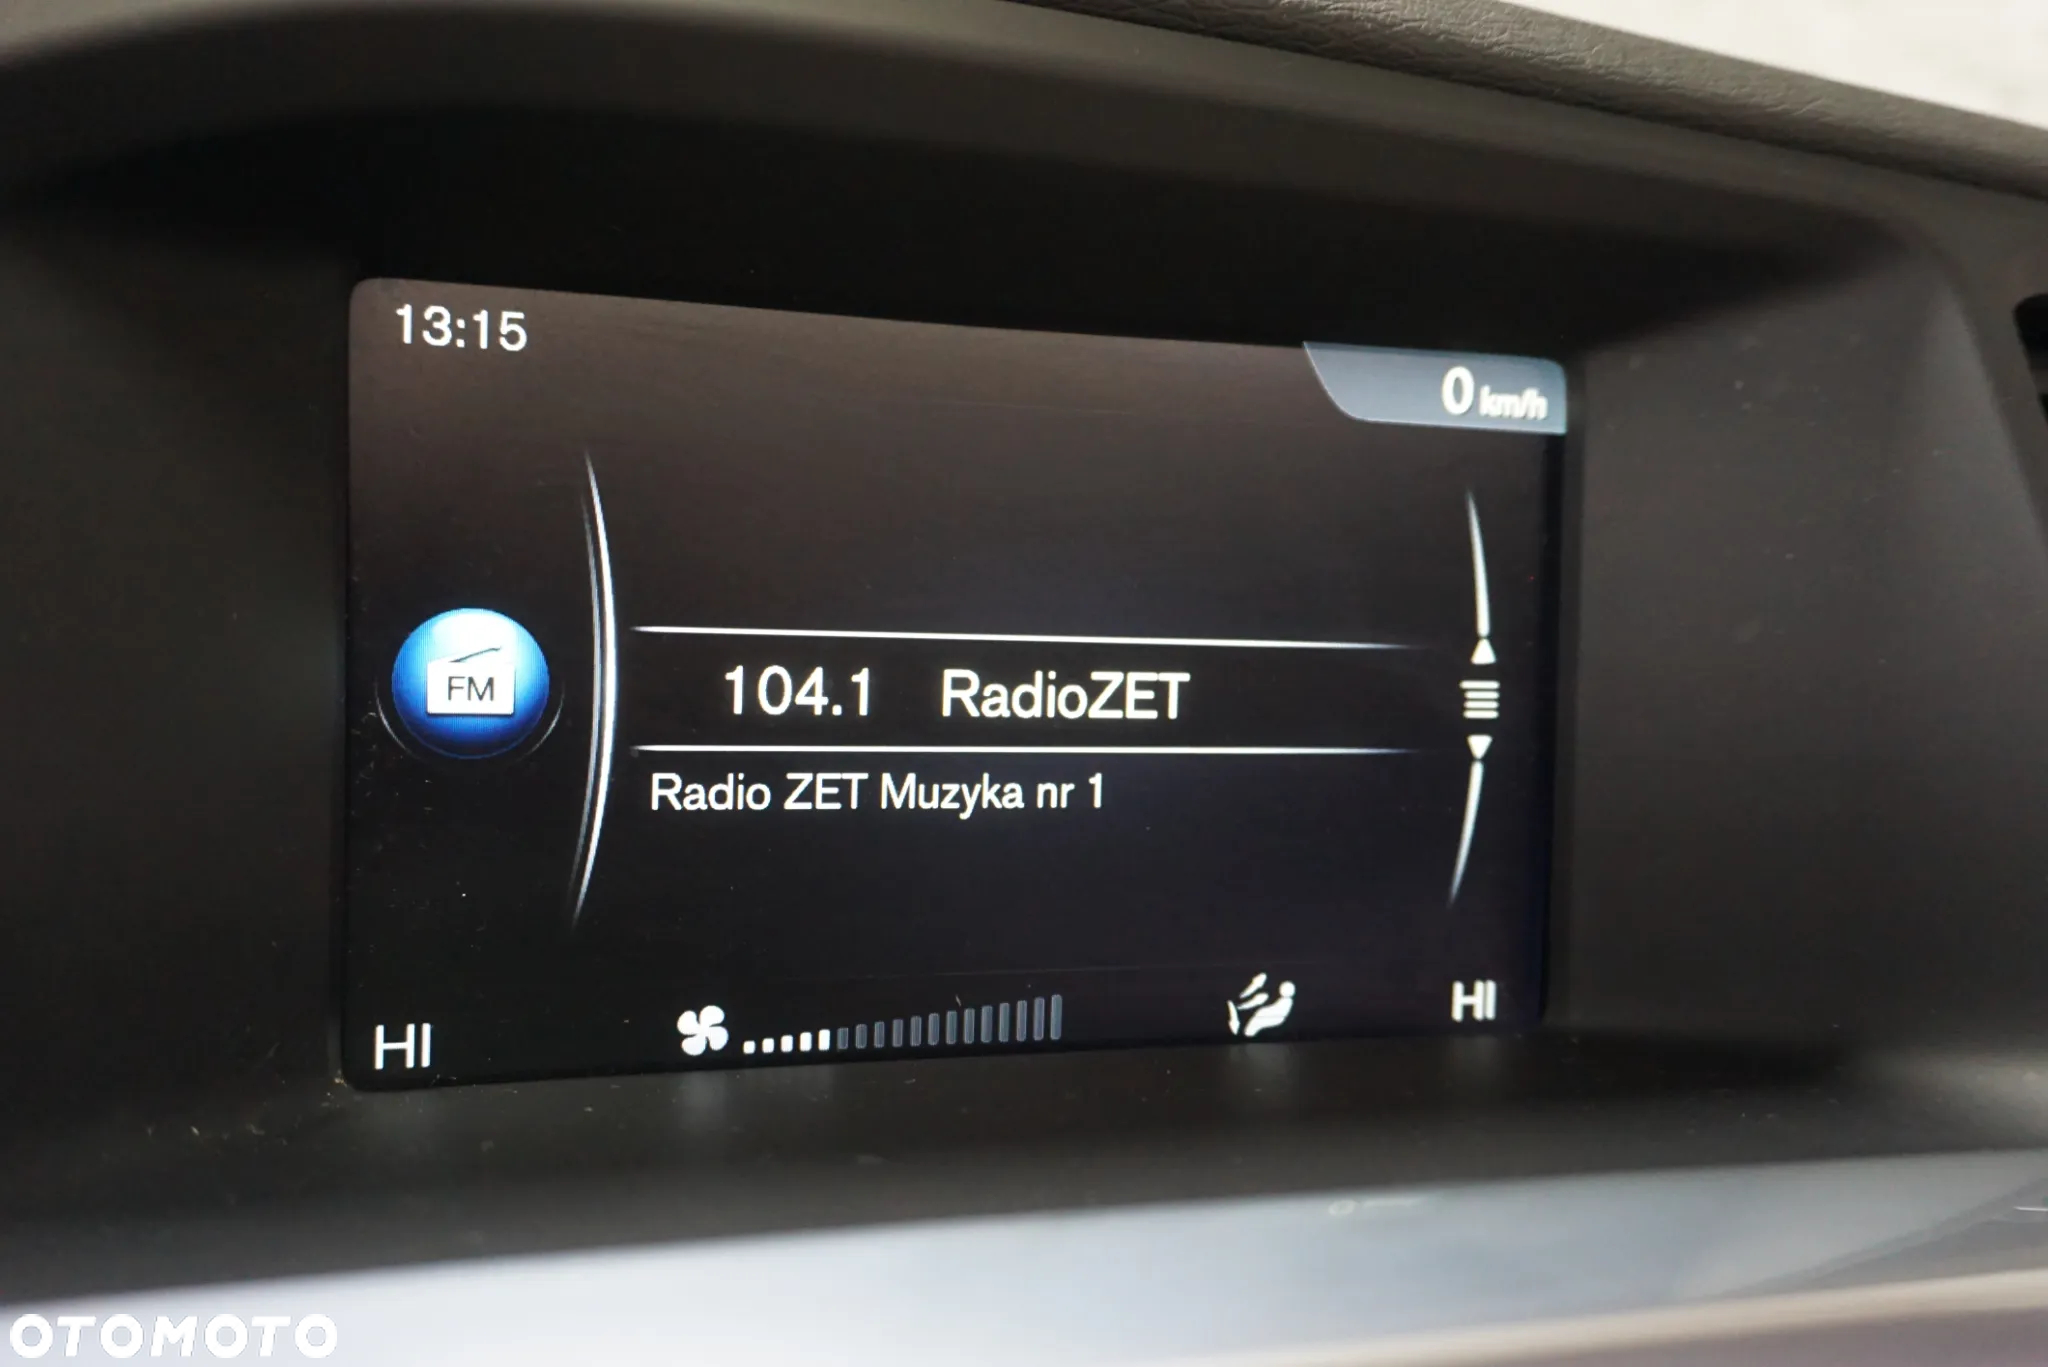 13:15
0 km/h
FM
104.1 RadioZET
Radio ZET Muzyka nr 1
HI
HI
OTOMOTO